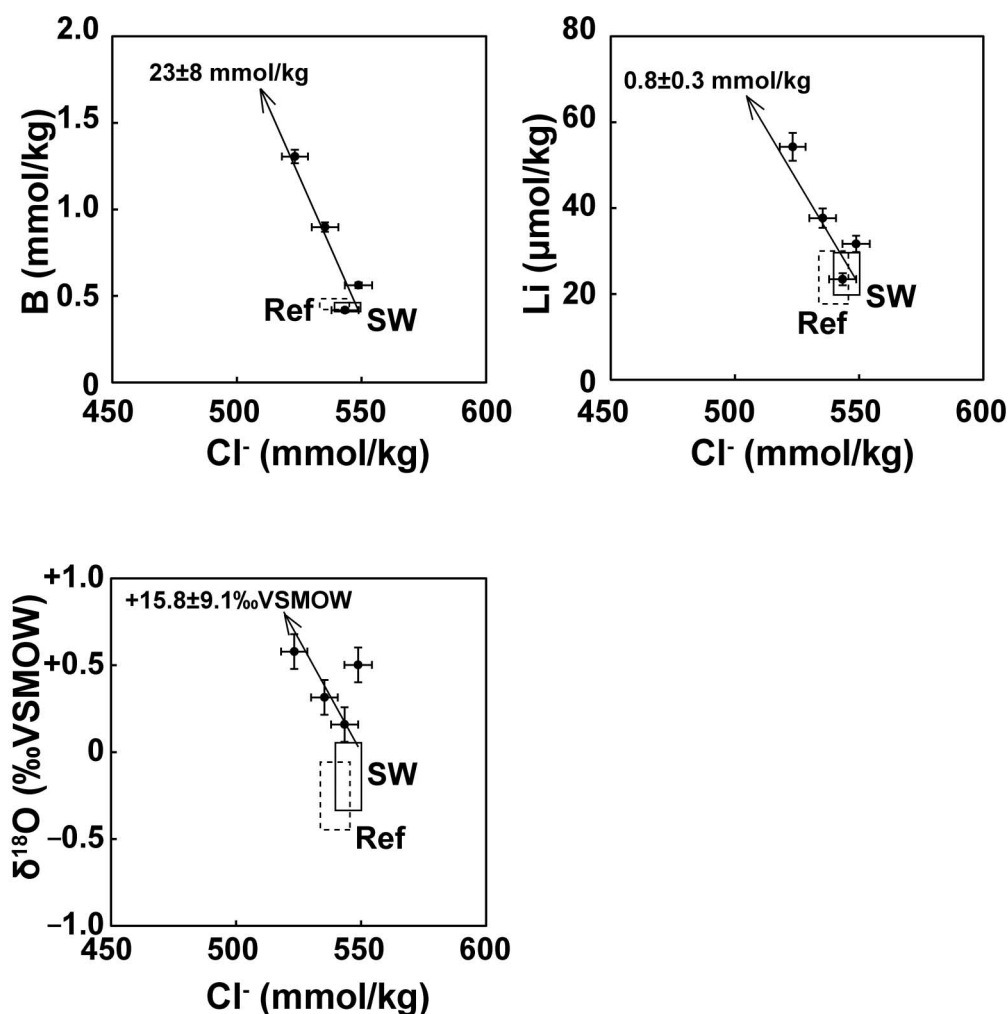 2.0
1.5
1.0
0.5
0
B (mmol/kg)
23±8 mmol/kg
Ref
SW
450
500
550
600
Cl⁻ (mmol/kg)
80
60
40
20
0
Li (μmol/kg)
0.8±0.3 mmol/kg
SW
Ref
450
500
550
600
Cl⁻ (mmol/kg)
+1.0
+0.5
0
−0.5
−1.0
δ¹⁸O (‰VSMOW)
+15.8±9.1‰VSMOW
SW
Ref
450
500
550
600
Cl⁻ (mmol/kg)